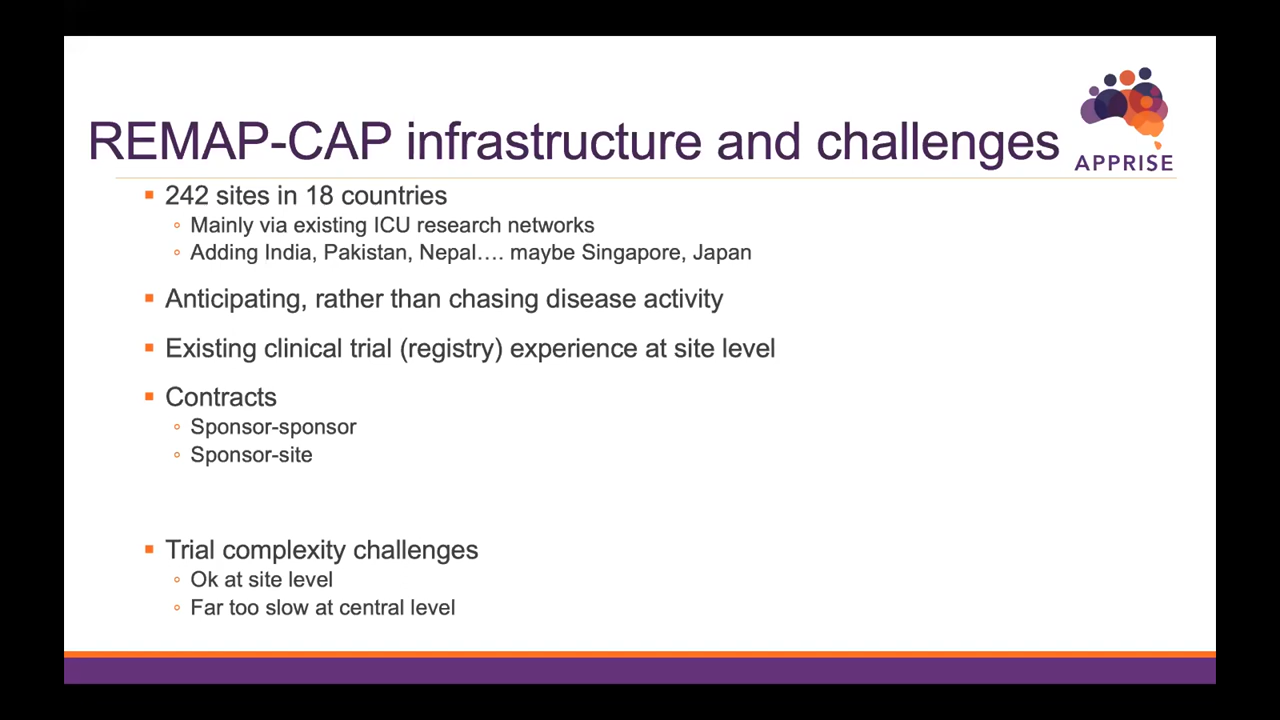 REMAP-CAP infrastructure and challenges
APPRISE
242 sites in 18 countries
Mainly via existing ICU research networks
Adding India, Pakistan, Nepal…. maybe Singapore, Japan
Anticipating, rather than chasing disease activity
Existing clinical trial (registry) experience at site level
Contracts
Sponsor-sponsor
Sponsor-site
Trial complexity challenges
Ok at site level
Far too slow at central level